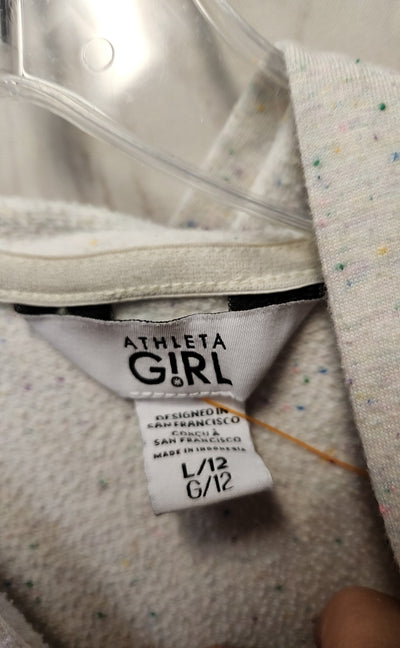 ATHLETA
GIRL
DESIGNED IN
SAN FRANCISCO
CONÇU À
SAN FRANCISCO
MADE IN INDONESIA
L/12
G/12